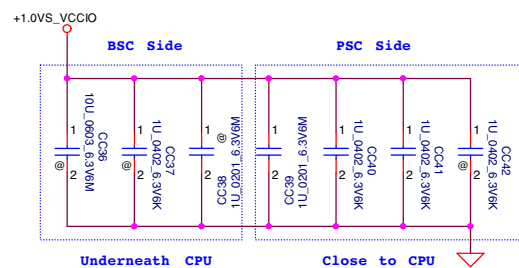 +1.0VS_VCCIO
BSC Side
PSC Side
1
2
@
CC36
10U_0603_6.3V6M
1
2
@
CC37
1U_0402_6.3V6K
1
2
@
CC38
1U_0201_6.3V6M
1
2
CC39
1U_0201_6.3V6M
1
2
CC40
1U_0402_6.3V6K
1
2
CC41
1U_0402_6.3V6K
1
2
@
CC42
1U_0402_6.3V6K
Underneath CPU
Close to CPU